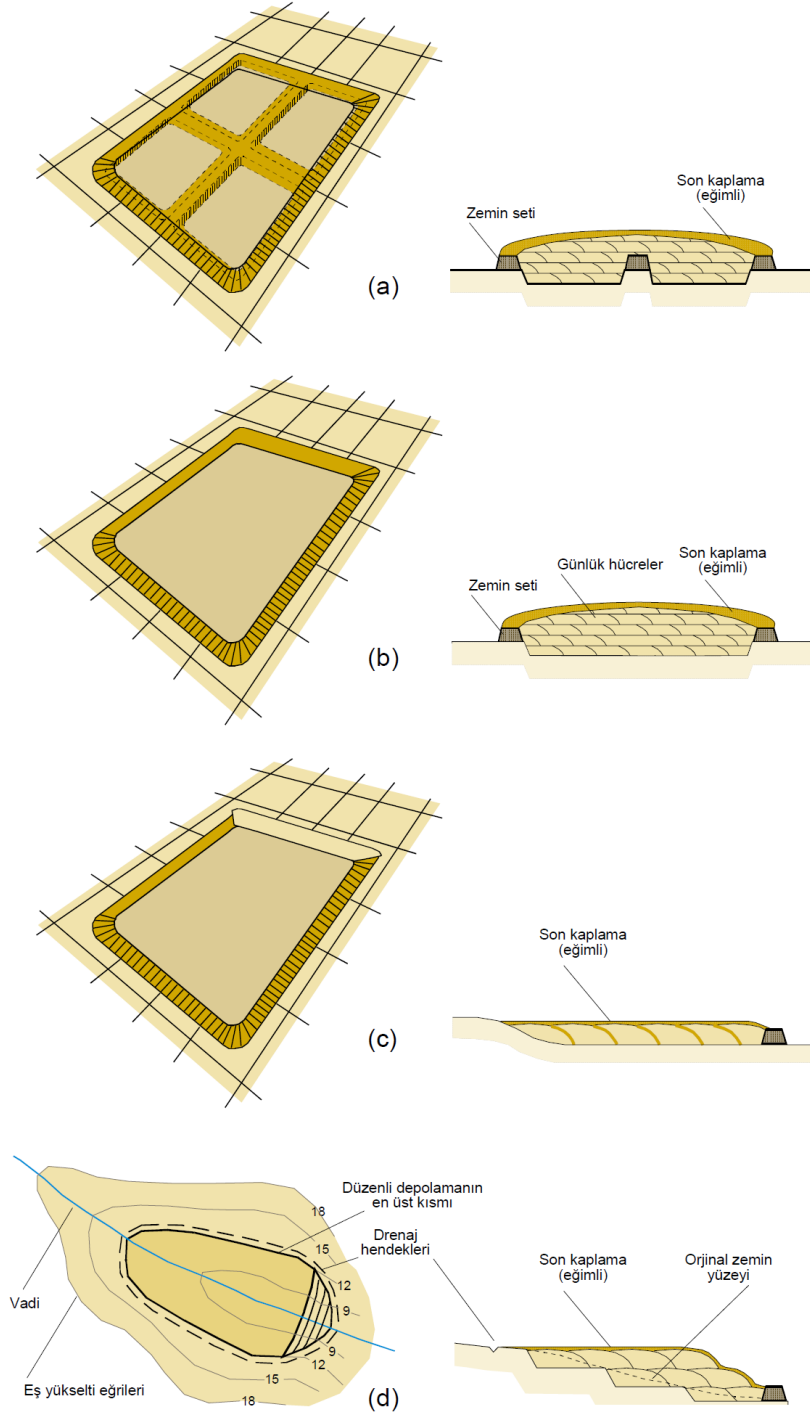 Son kaplama
(eğimli)
Zemin seti
(a)
Günlük hücreler
Son kaplama
(eğimli)
Zemin seti
(b)
Son kaplama
(eğimli)
(c)
Düzenli depolamanın
en üst kısmı
18
15
Drenaj
hendekleri
12
9
Vadi
9
12
15
18
Eş yükselti eğrileri
Son kaplama
(eğimli)
Orjinal zemin
yüzeyi
(d)